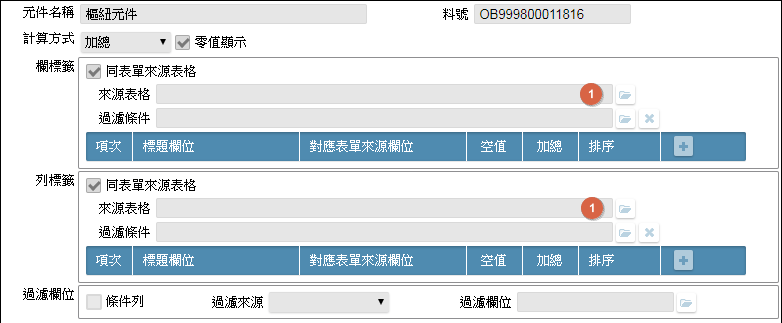 元件名稱 樞紐元件 料號 OB999800011816
計算方式 加總 零值顯示
欄標籤 同表單來源表格
來源表格 1
過濾條件
項次 標題欄位 對應表單來源欄位 空值 加總 排序
列標籤 同表單來源表格
來源表格 1
過濾條件
項次 標題欄位 對應表單來源欄位 空值 加總 排序
過濾欄位 條件列 過濾來源 過濾欄位